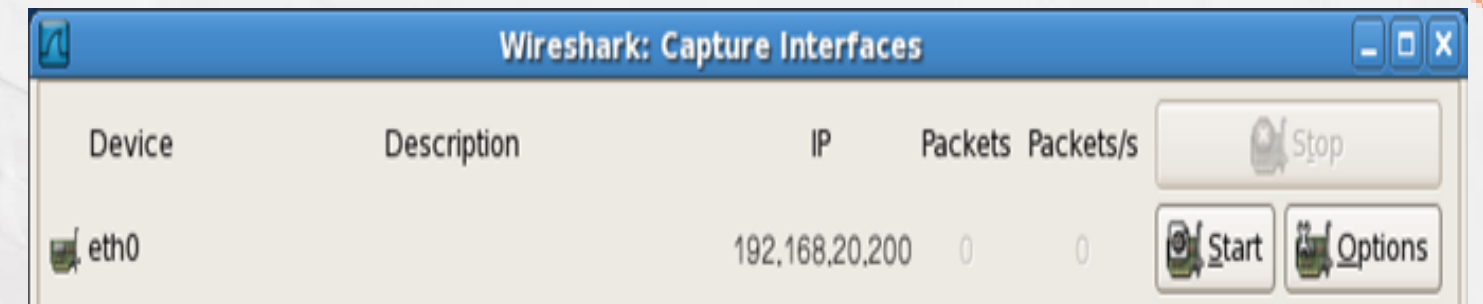 Wireshark: Capture Interfaces
Device Description IP Packets Packets/s Stop
eth0 192,168,20,200 0 0 Start Options